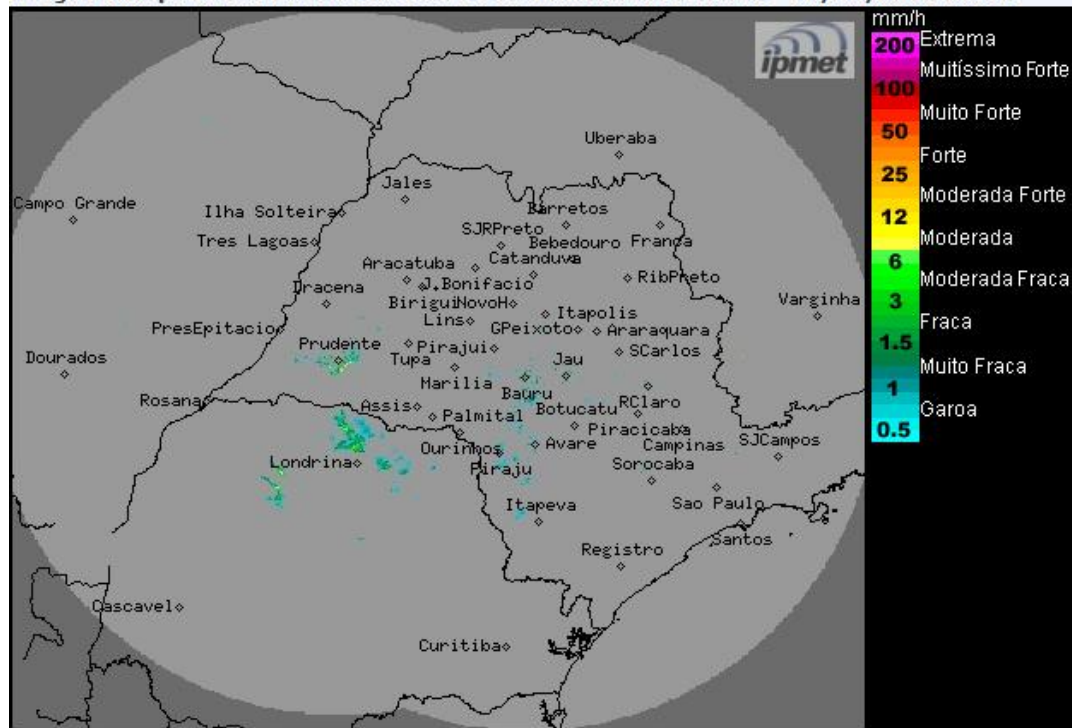 mm/h
200 Extrema
Muitíssimo Forte
100
Muito Forte
50
Forte
25
Moderada Forte
12
Moderada
6
Moderada Fraca
3
Fraca
1.5
Muito Fraca
1
Garoa
0.5
ipmet
Uberaba
Jales
Campo Grande
Ilha Solteira
Barretos
Tres Lagoas
SJRPreto
Bebedouro
Franca
Aracatuba
Catanduva
J.Bonifacio
RibPreto
Dracena
Birigui
NovoH
Itapolis
Varginha
PresEpitacio
Lins
GPeixoto
Araraquara
Dourados
Prudente
Tupa
Pirajui
Jau
SCarlos
Marilia
Bauru
Rosana
Assis
Palmital
Botucatu
RClaro
Piracicaba
Ourinhos
Avare
Campinas
SJCampos
Londrina
Piraju
Sorocaba
Itapeva
Sao Paulo
Santos
Registro
Cascavel
Curitiba